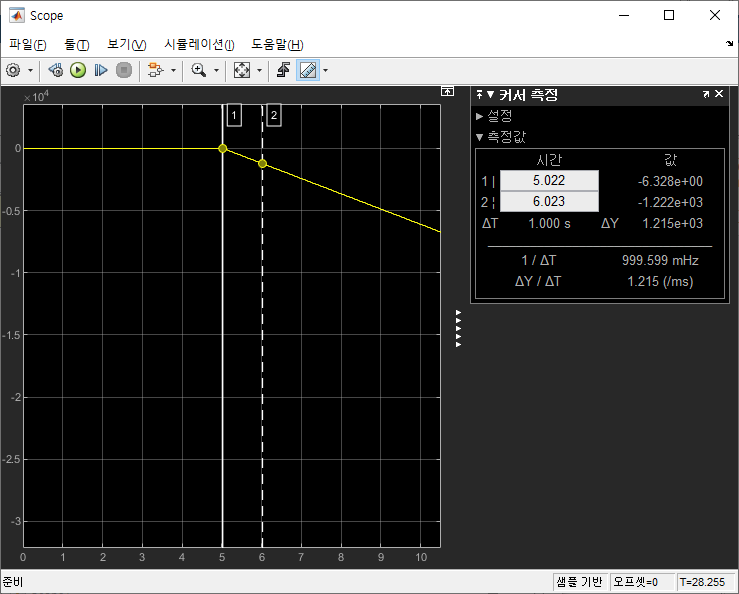 Scope
파일(F) 툴(T) 보기(V) 시뮬레이션(I) 도움말(H)
×10⁴
1
2
0
-0.5
-1
-1.5
-2
-2.5
-3
0 1 2 3 4 5 6 7 8 9 10
커서 측정
설정
측정값
시간 값
1 | 5.022 -6.328e+00
2 ¦ 6.023 -1.222e+03
ΔT 1.000 s ΔY 1.215e+03
1 / ΔT 999.599 mHz
ΔY / ΔT 1.215 (/ms)
준비 샘플 기반 오프셋=0 T=28.255